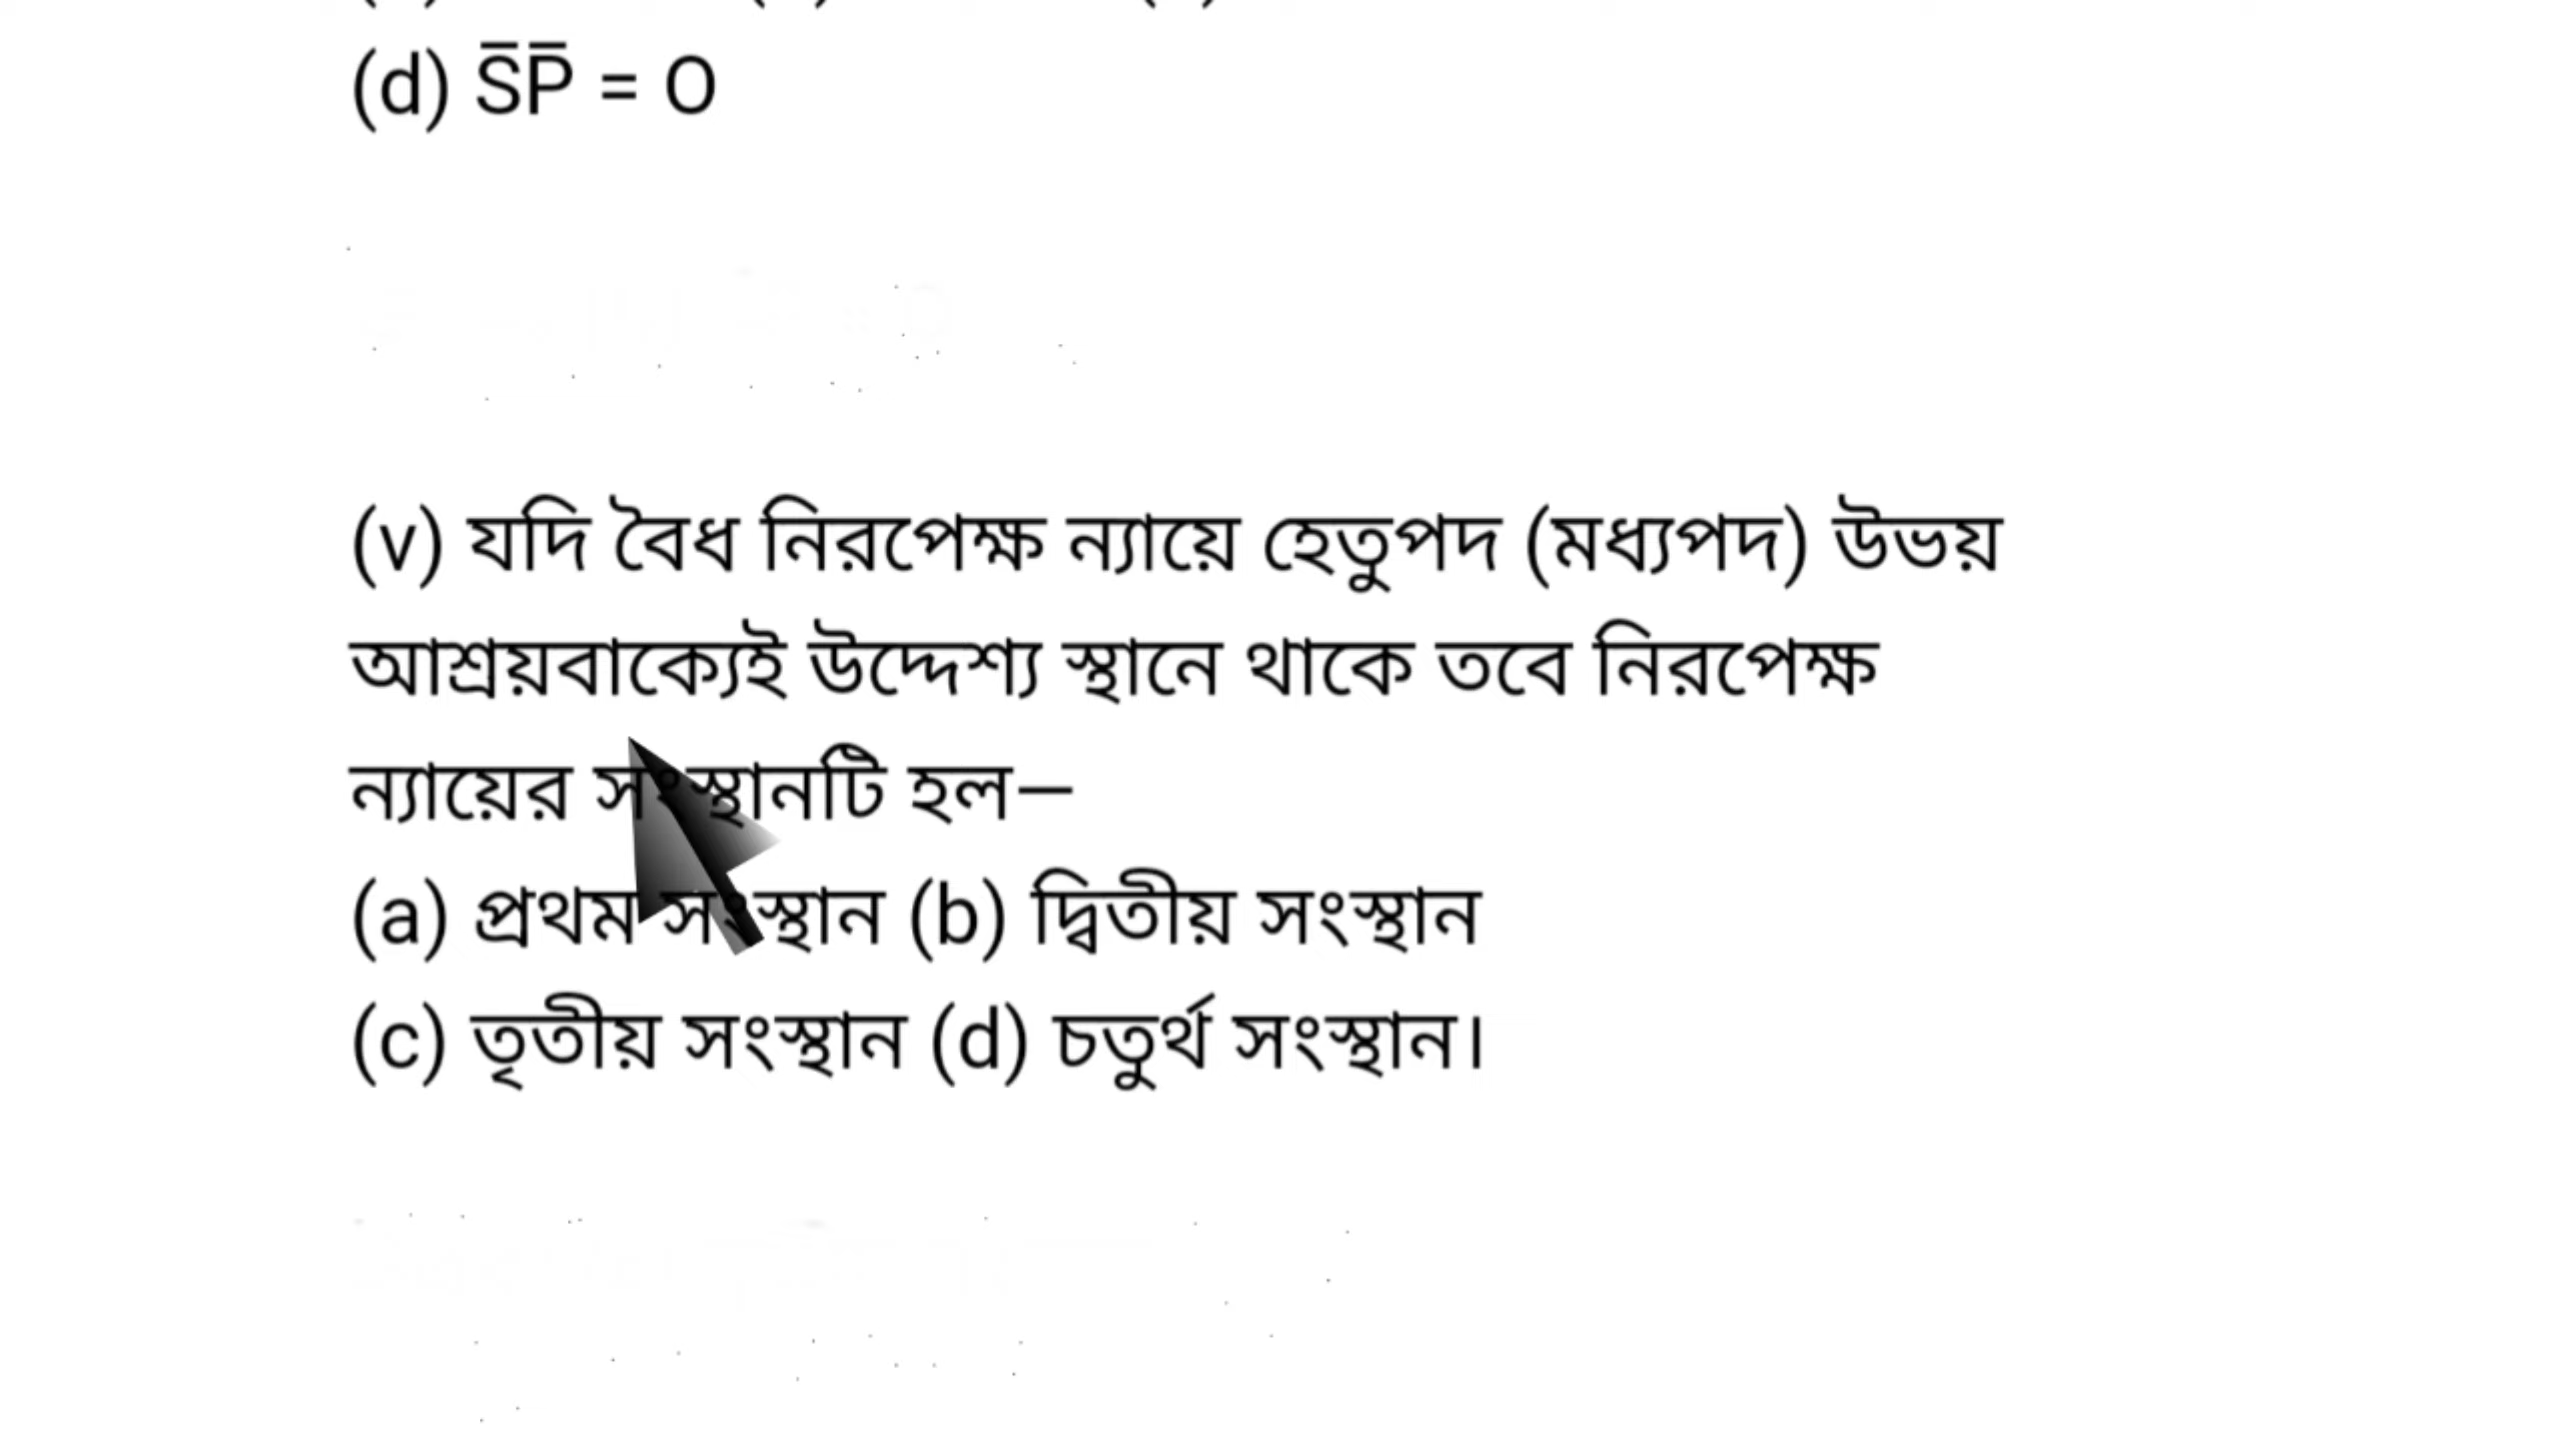 (d) S̄P̄ = O
(v) যদি বৈধ নিরপেক্ষ ন্যায়ে হেতুপদ (মধ্যপদ) উভয়
আশ্রয়বাক্যেই উদ্দেশ্য স্থানে থাকে তবে নিরপেক্ষ
ন্যায়ের সংস্থানটি হল—
(a) প্রথম সংস্থান (b) দ্বিতীয় সংস্থান
(c) তৃতীয় সংস্থান (d) চতুর্থ সংস্থান।